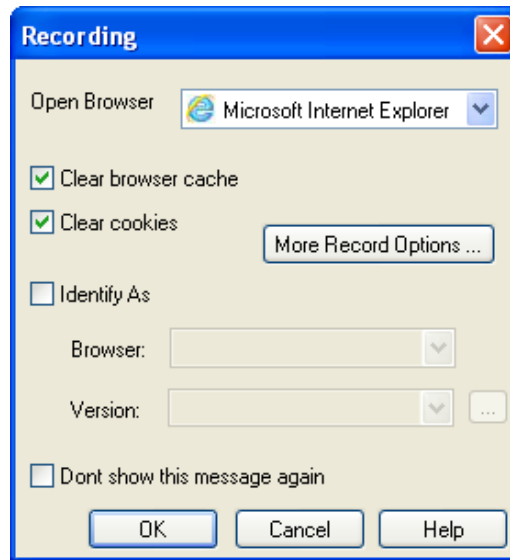 Recording
Open Browser Microsoft Internet Explorer
Clear browser cache
Clear cookies
More Record Options ...
Identify As
Browser:
Version: ...
Dont show this message again
OK Cancel Help